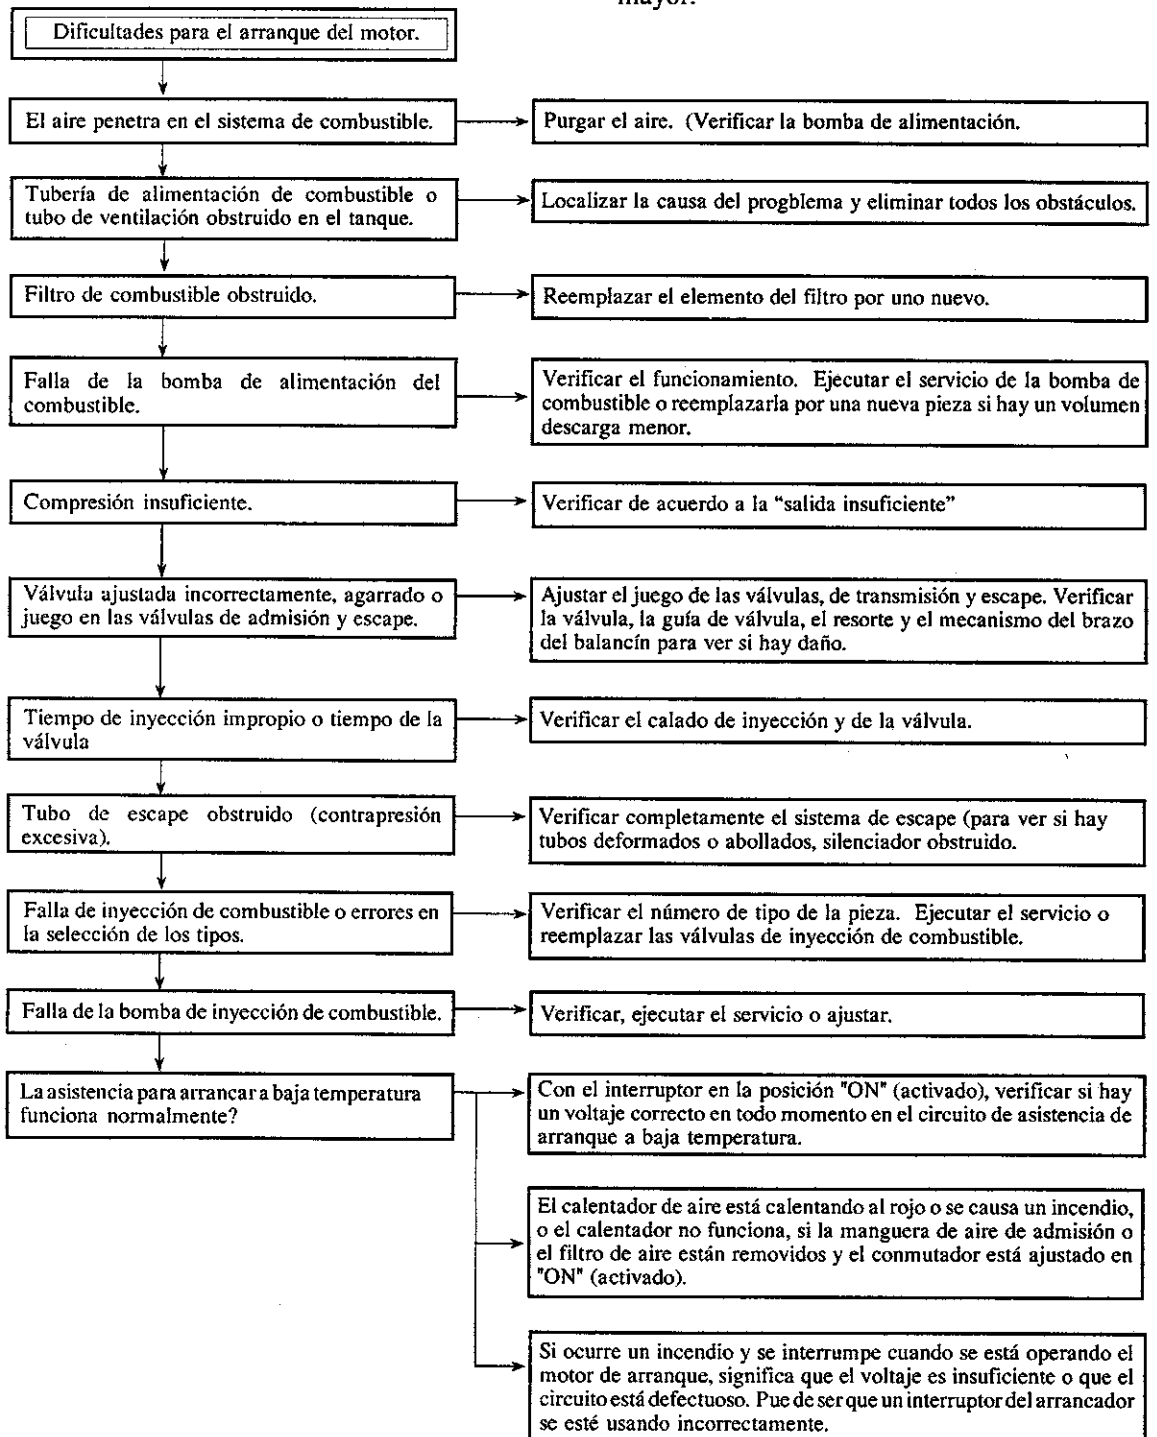 mayor.
Dificultades para el arranque del motor.
El aire penetra en el sistema de combustible.
Purgar el aire. (Verificar la bomba de alimentación.
Tubería de alimentación de combustible o
tubo de ventilación obstruido en el tanque.
Localizar la causa del progblema y eliminar todos los obstáculos.
Filtro de combustible obstruido.
Reemplazar el elemento del filtro por uno nuevo.
Falla de la bomba de alimentación del
combustible.
Verificar el funcionamiento. Ejecutar el servicio de la bomba de
combustible o reemplazarla por una nueva pieza si hay un volumen
descarga menor.
Compresión insuficiente.
Verificar de acuerdo a la “salida insuficiente”
Válvula ajustada incorrectamente, agarrado o
juego en las válvulas de admisión y escape.
Ajustar el juego de las válvulas, de transmisión y escape. Verificar
la válvula, la guía de válvula, el resorte y el mecanismo del brazo
del balancín para ver si hay daño.
Tiempo de inyección impropio o tiempo de la
válvula
Verificar el calado de inyección y de la válvula.
Tubo de escape obstruido (contrapresión
excesiva).
Verificar completamente el sistema de escape (para ver si hay
tubos deformados o abollados, silenciador obstruido.
Falla de inyección de combustible o errores en
la selección de los tipos.
Verificar el número de tipo de la pieza. Ejecutar el servicio o
reemplazar las válvulas de inyección de combustible.
Falla de la bomba de inyección de combustible.
Verificar, ejecutar el servicio o ajustar.
La asistencia para arrancar a baja temperatura
funciona normalmente?
Con el interruptor en la posición "ON" (activado), verificar si hay
un voltaje correcto en todo momento en el circuito de asistencia de
arranque a baja temperatura.
El calentador de aire está calentando al rojo o se causa un incendio,
o el calentador no funciona, si la manguera de aire de admisión o
el filtro de aire están removidos y el conmutador está ajustado en
"ON" (activado).
Si ocurre un incendio y se interrumpe cuando se está operando el
motor de arranque, significa que el voltaje es insuficiente o que el
circuito está defectuoso. Pue de ser que un interruptor del arrancador
se esté usando incorrectamente.